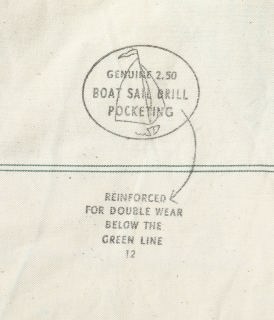 GENUINE 2.50
BOAT SAIL DRILL
POCKETING
REINFORCED
FOR DOUBLE WEAR
BELOW THE
GREEN LINE
12